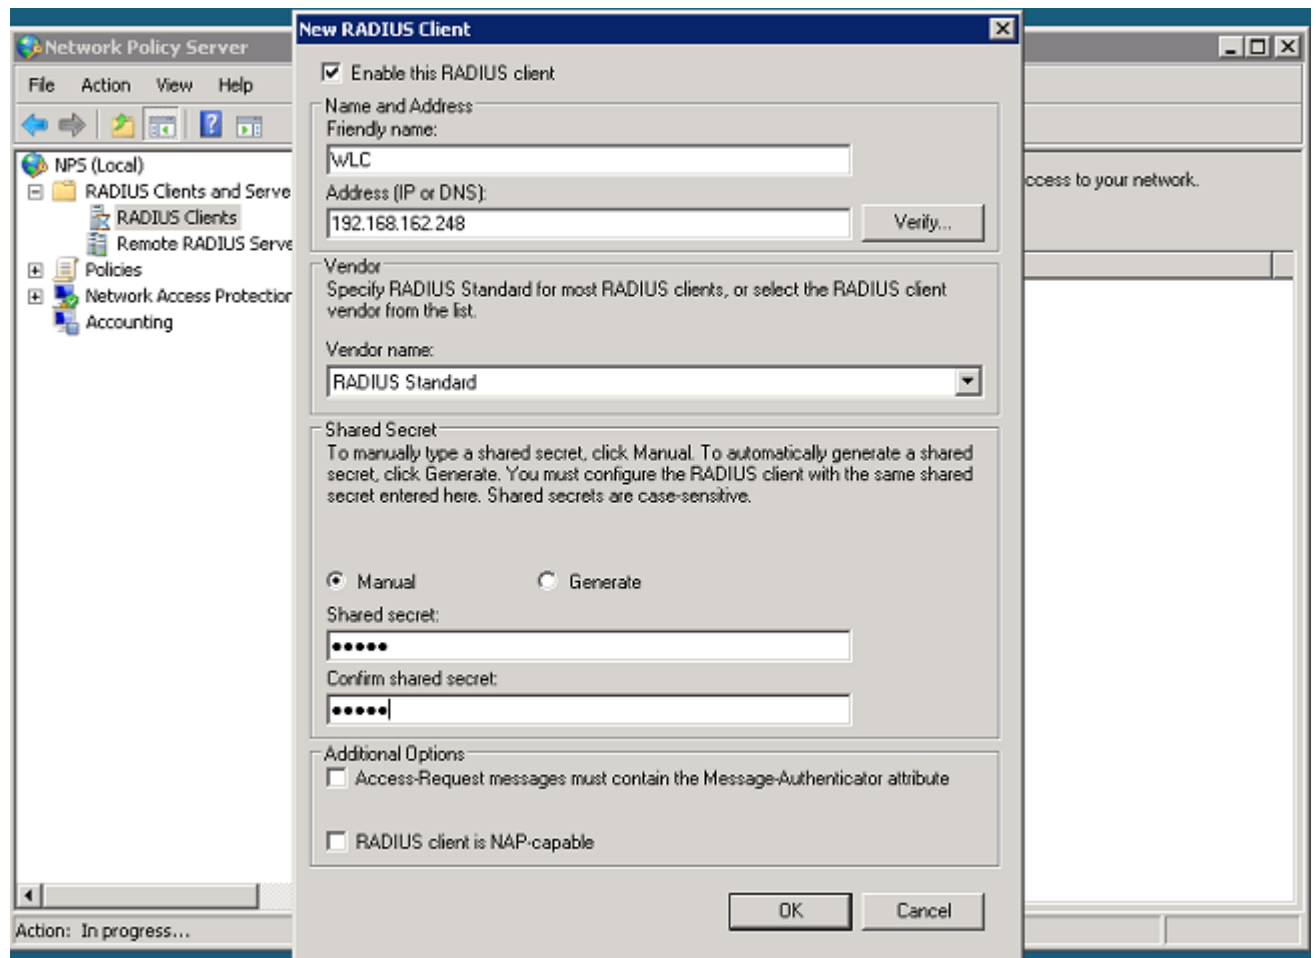 Network Policy Server
File Action View Help
NPS (Local)
RADIUS Clients and Serve
RADIUS Clients
Remote RADIUS Serve
Policies
Network Access Protection
Accounting
Action: In progress...
New RADIUS Client
Enable this RADIUS client
Name and Address
Friendly name:
WLC
Address (IP or DNS):
192.168.162.248
Verify...
Vendor
Specify RADIUS Standard for most RADIUS clients, or select the RADIUS client
vendor from the list.
Vendor name:
RADIUS Standard
Shared Secret
To manually type a shared secret, click Manual. To automatically generate a shared
secret, click Generate. You must configure the RADIUS client with the same shared
secret entered here. Shared secrets are case-sensitive.
Manual Generate
Shared secret:
•••••
Confirm shared secret:
•••••
Additional Options
Access-Request messages must contain the Message-Authenticator attribute
RADIUS client is NAP-capable
OK Cancel
ccess to your network.